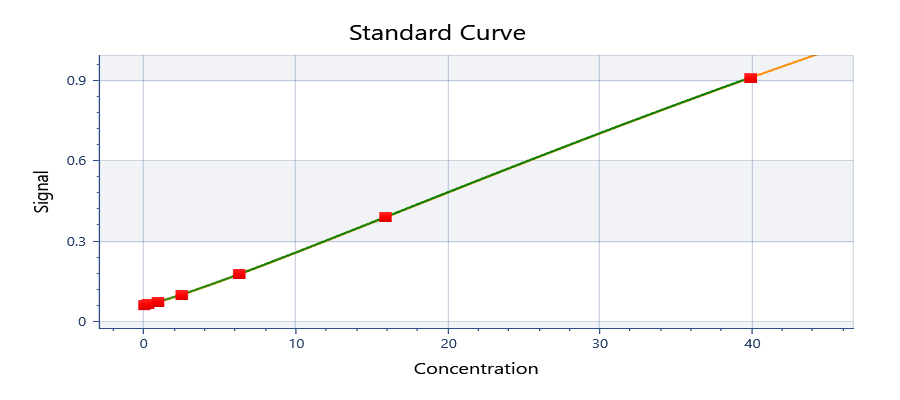 Standard Curve
0.9
0.6
0.3
0
Signal
0 10 20 30 40
Concentration